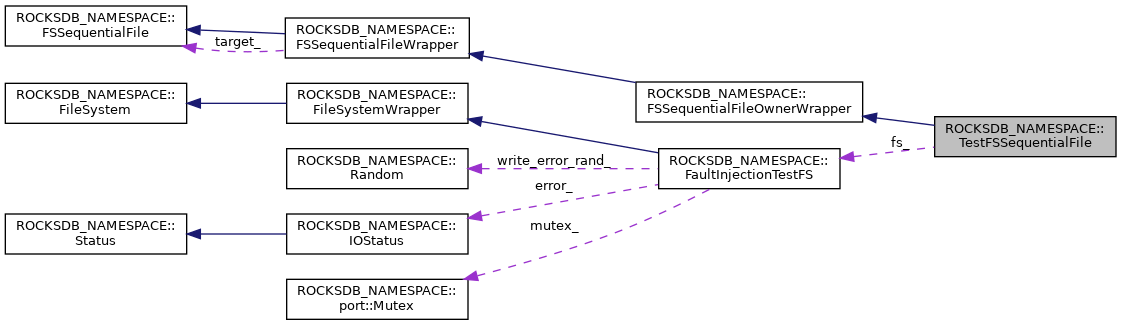 ROCKSDB_NAMESPACE::
FSSequentialFile
target_
ROCKSDB_NAMESPACE::
FSSequentialFileWrapper
ROCKSDB_NAMESPACE::
FileSystem
ROCKSDB_NAMESPACE::
FileSystemWrapper
ROCKSDB_NAMESPACE::
FSSequentialFileOwnerWrapper
ROCKSDB_NAMESPACE::
TestFSSequentialFile
fs_
ROCKSDB_NAMESPACE::
Random
write_error_rand_
ROCKSDB_NAMESPACE::
FaultInjectionTestFS
error_
ROCKSDB_NAMESPACE::
Status
ROCKSDB_NAMESPACE::
IOStatus
mutex_
ROCKSDB_NAMESPACE::
port::Mutex